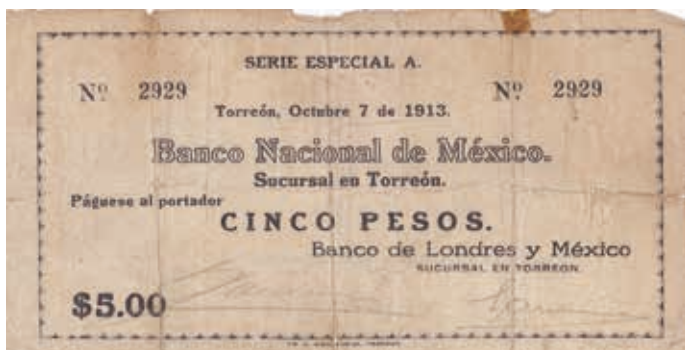 SERIE ESPECIAL A.
Nº 2929 Nº 2929
Torreón, Octubre 7 de 1913.
Banco Nacional de México.
Sucursal en Torreón.
Páguese al portador
CINCO PESOS.
Banco de Londres y México
SUCURSAL EN TORREON
$5.00